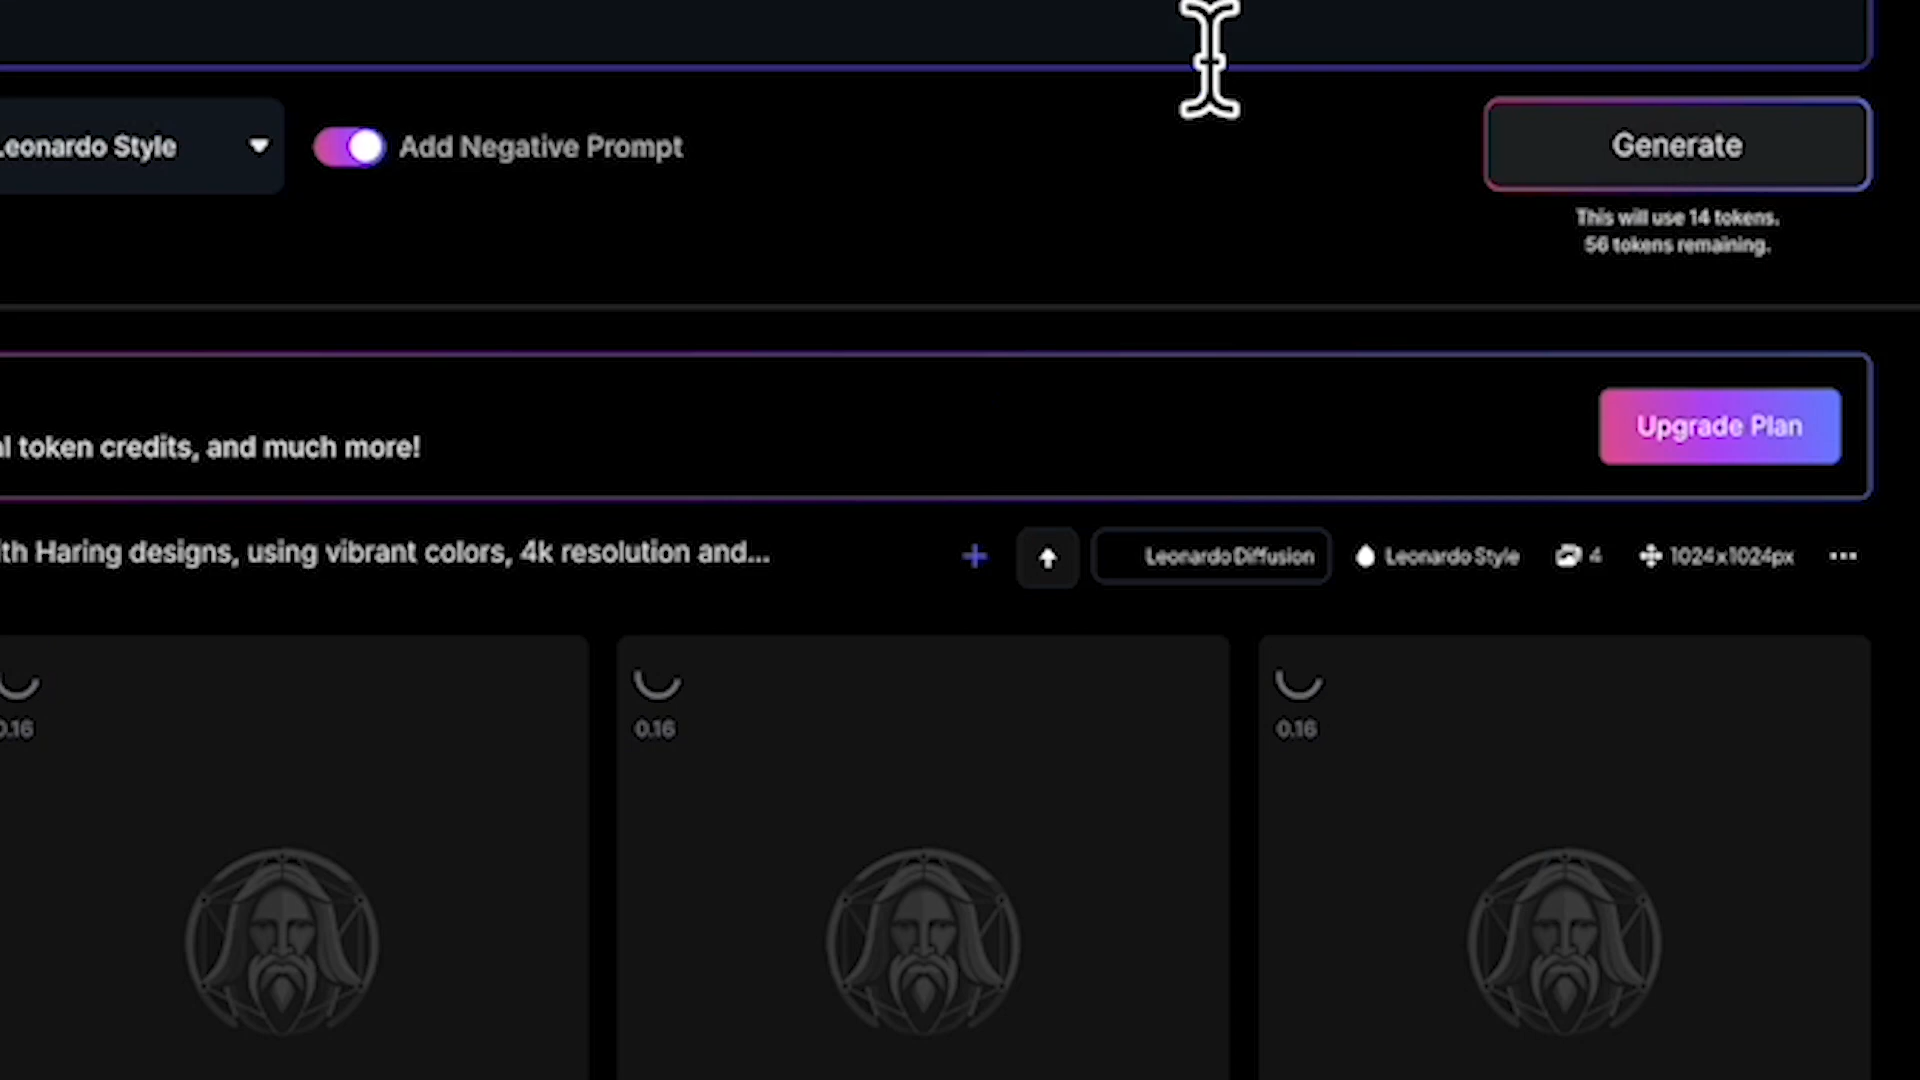 Leonardo Style
Add Negative Prompt
Generate
This will use 14 tokens.
56 tokens remaining.
token credits, and much more!
Upgrade Plan
Haring designs, using vibrant colors, 4k resolution and...
Leonardo Diffusion
Leonardo Style
4
1024x1024px
0.16
0.16
0.16